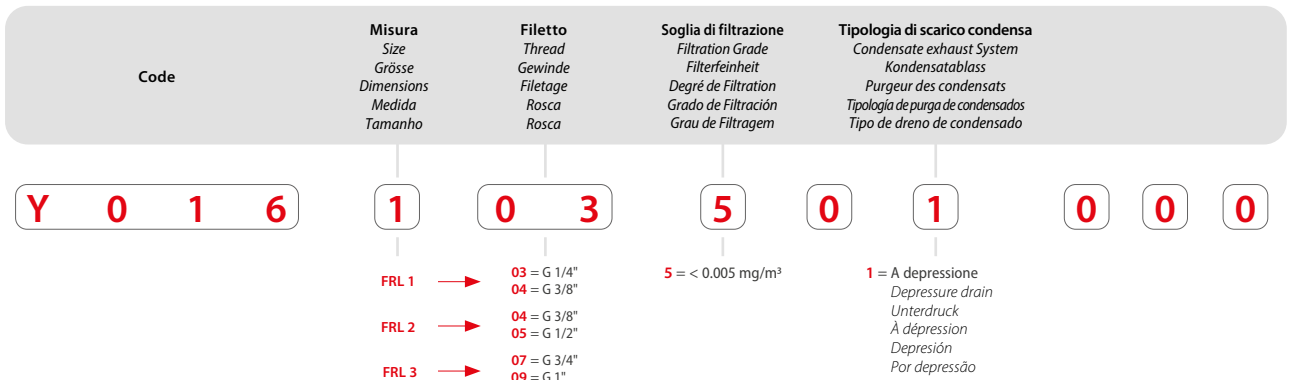 Code
Misura
Size
Grösse
Dimensions
Medida
Tamanho
Filetto
Thread
Gewinde
Filetage
Rosca
Rosca
Soglia di filtrazione
Filtration Grade
Filterfeinheit
Degré de Filtration
Grado de Filtración
Grau de Filtragem
Tipologia di scarico condensa
Condensate exhaust System
Kondensatablass
Purgeur des condensats
Tipología de purga de condensados
Tipo de dreno de condensado
Y 0 1 6 1 0 3 5 0 1 0 0 0
FRL 1
03 = G 1/4"
04 = G 3/8"
FRL 2
04 = G 3/8"
05 = G 1/2"
FRL 3
07 = G 3/4"
09 = G 1"
5 = < 0.005 mg/m³
1 = A depressione
Depressure drain
Unterdruck
À dépression
Depresión
Por depressão